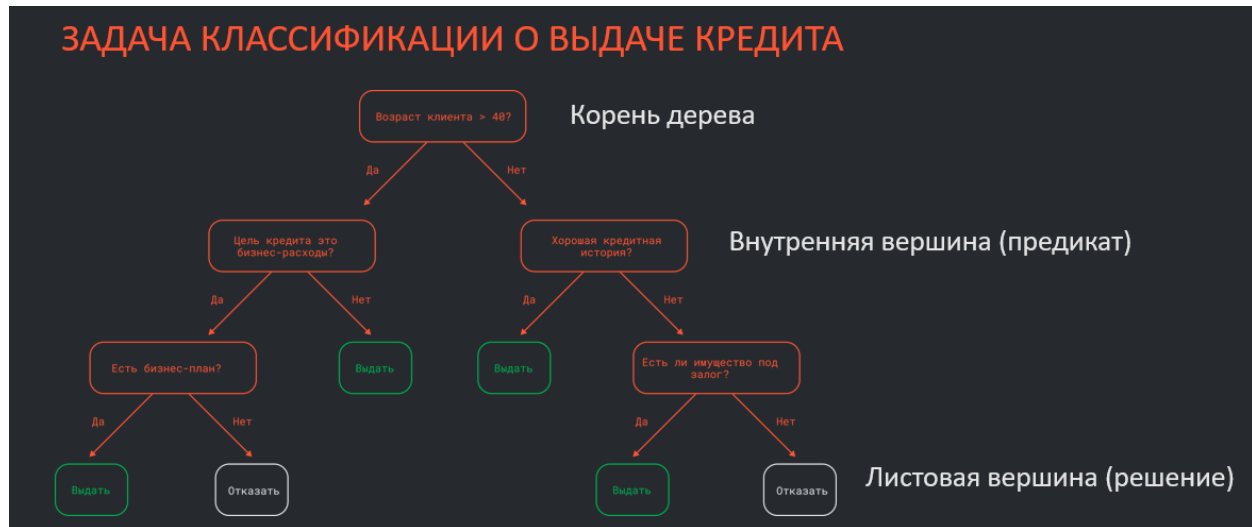 ЗАДАЧА КЛАССИФИКАЦИИ О ВЫДАЧЕ КРЕДИТА
Возраст клиента > 40?
Корень дерева
Да
Нет
Цель кредита это
бизнес-расходы?
Хорошая кредитная
история?
Внутренняя вершина (предикат)
Да
Нет
Да
Нет
Есть бизнес-план?
Выдать
Выдать
Есть ли имущество под
залог?
Да
Нет
Да
Нет
Выдать
Отказать
Выдать
Отказать
Листовая вершина (решение)